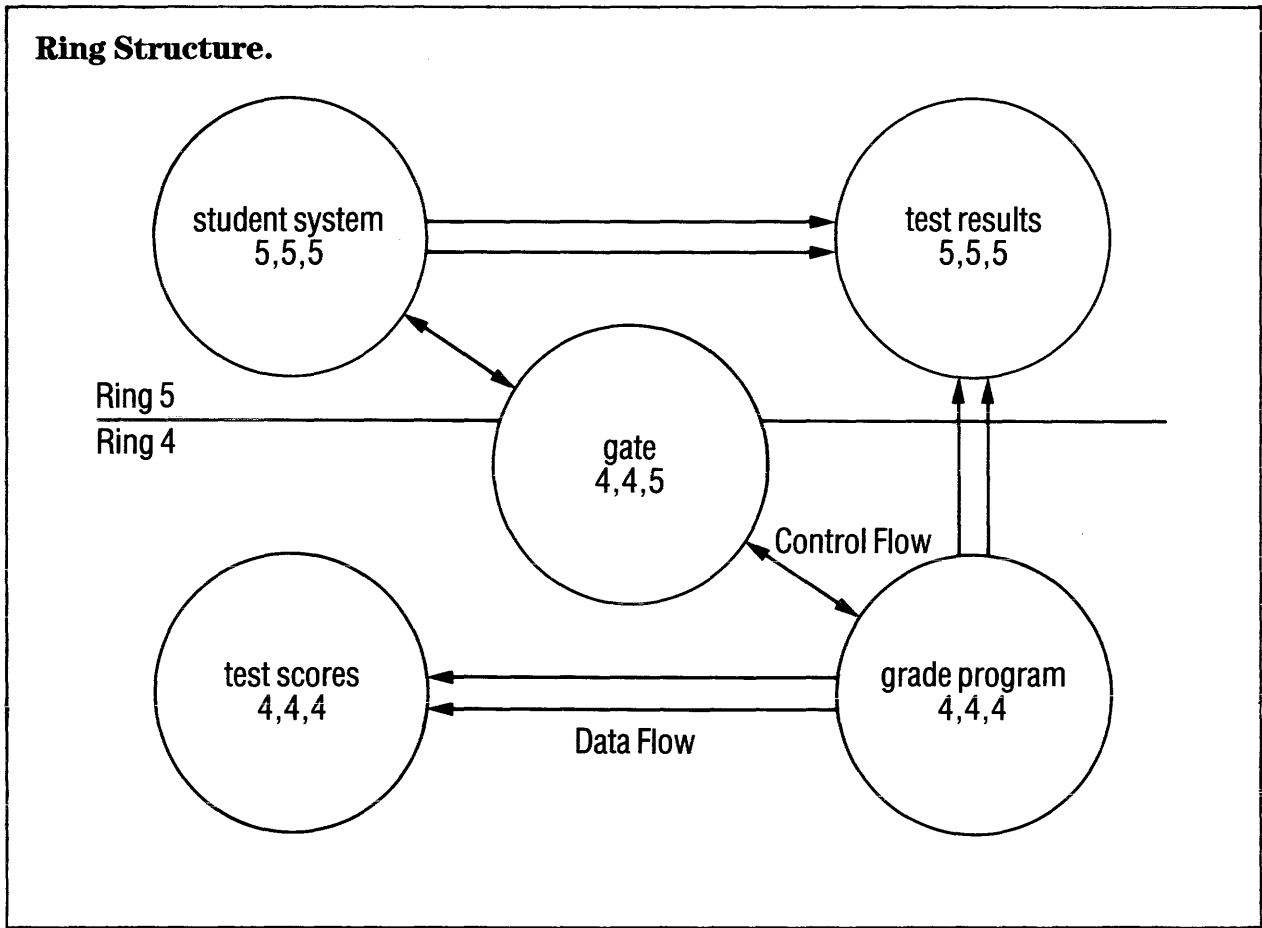 Ring Structure.
student system
5,5,5
test results
5,5,5
Ring 5
Ring 4
gate
4,4,5
Control Flow
test scores
4,4,4
grade program
4,4,4
Data Flow